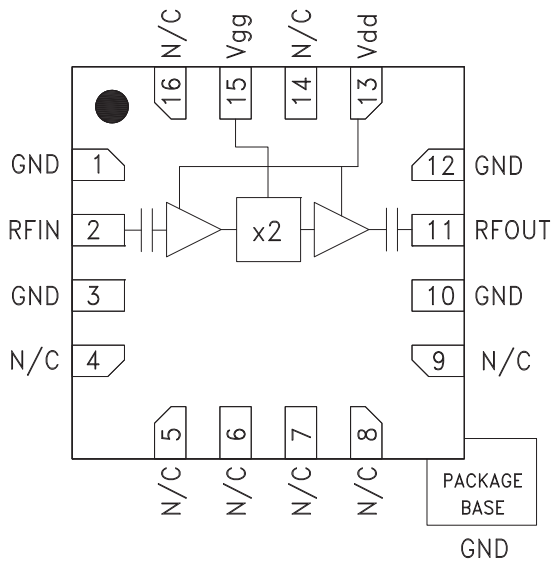 N/C Vgg N/C Vdd
16 15 14 13
GND 1 12 GND
RFIN 2 x2 11 RFOUT
GND 3 10 GND
N/C 4 9 N/C
5 6 7 8
N/C N/C N/C N/C
PACKAGE
BASE
GND